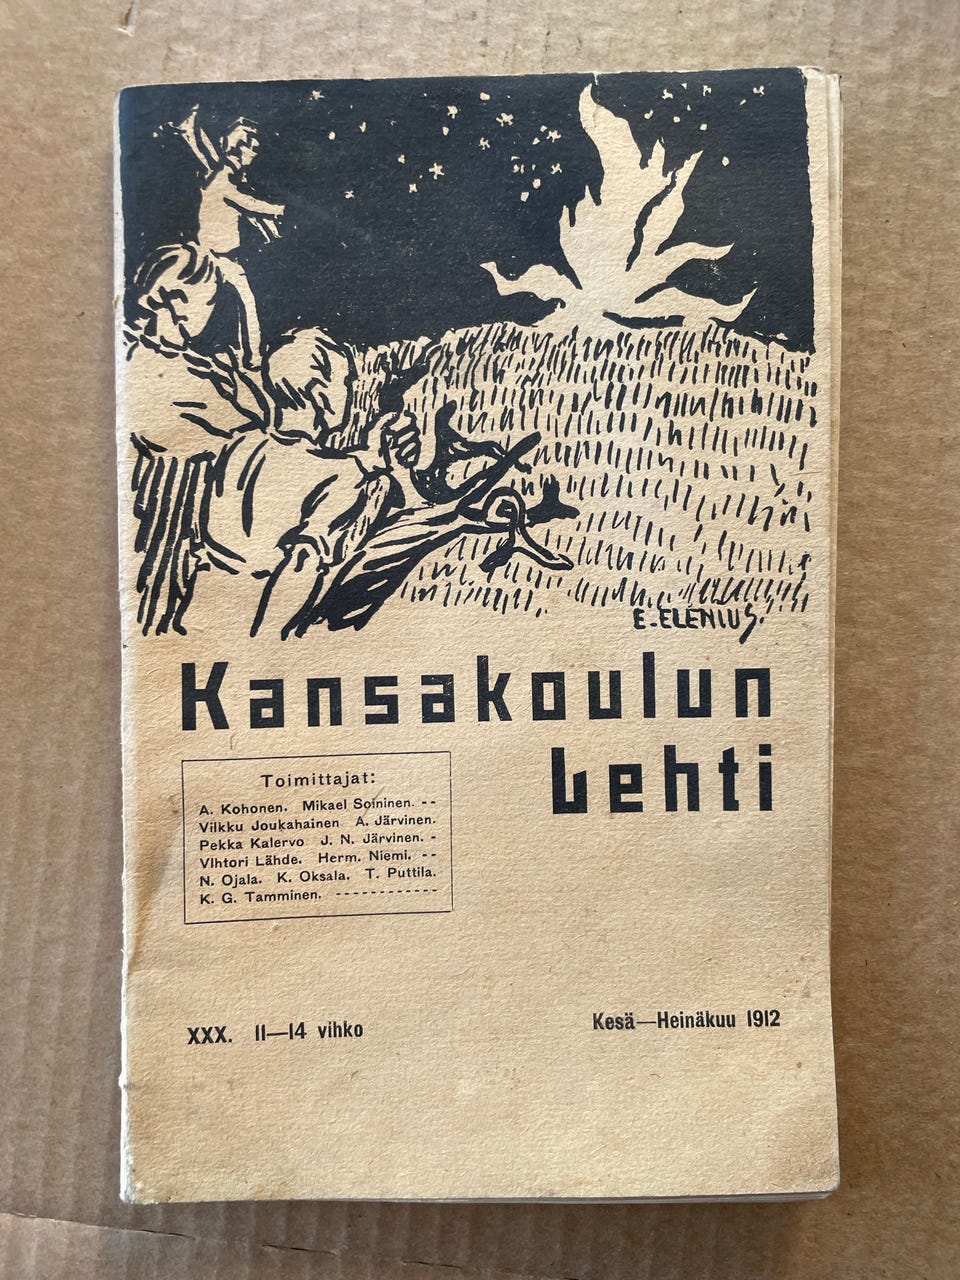 E. ELENIUS.
Kansakoulun
Lehti
Toimittajat:
A. Kohonen. Mikael Soininen. - -
Vilkku Joukahainen A. Järvinen.
Pekka Kalervo J. N. Järvinen. -
Vihtori Lähde. Herm. Niemi. - -
N. Ojala. K. Oksala. T. Puttila.
K. G. Tamminen. - - - - - - - - - - - -
XXX. 11—14 vihko
Kesä—Heinäkuu 1912